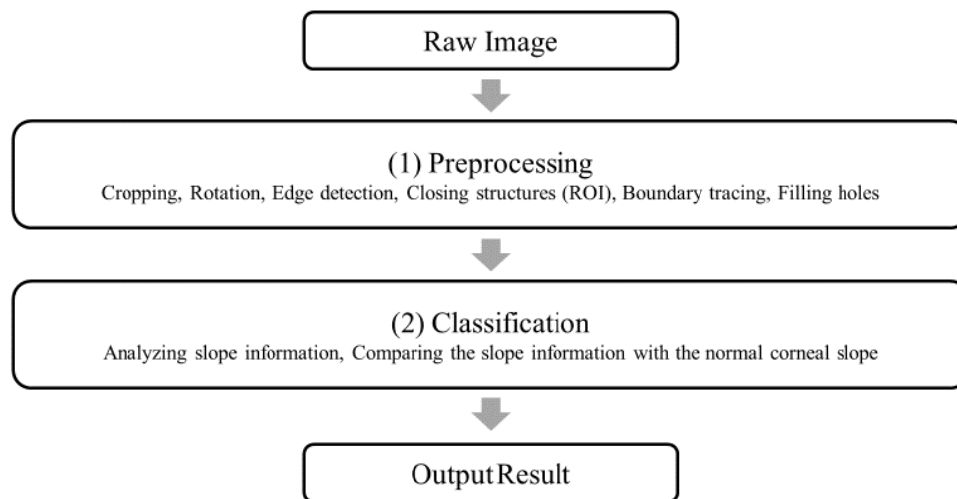 Raw Image
(1) Preprocessing
Cropping, Rotation, Edge detection, Closing structures (ROI), Boundary tracing, Filling holes
(2) Classification
Analyzing slope information, Comparing the slope information with the normal corneal slope
Output Result